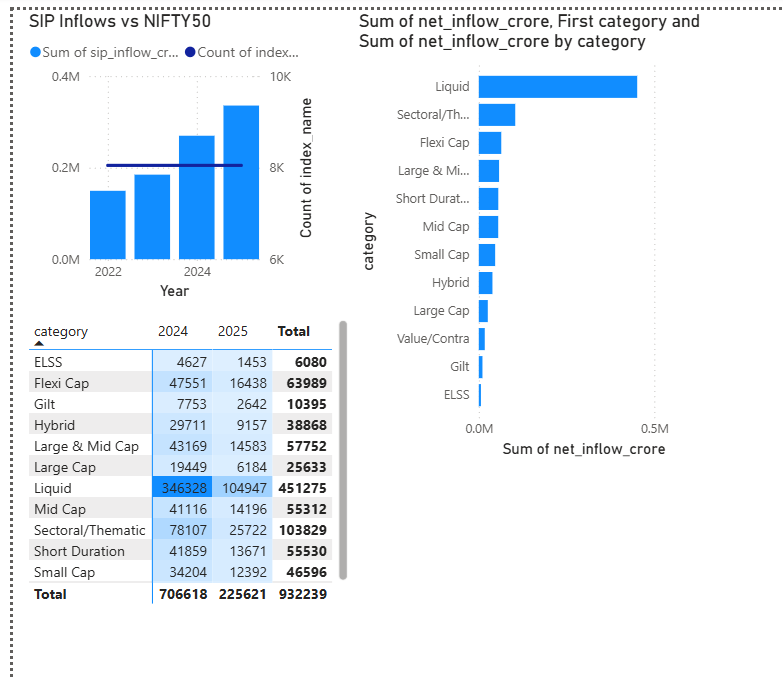 SIP Inflows vs NIFTY50
Sum of sip_inflow_cr... Count of index...
0.4M
0.2M
0.0M
10K
8K
6K
Count of index_name
2022 2024
Year
Sum of net_inflow_crore, First category and
Sum of net_inflow_crore by category
category
Liquid
Sectoral/Th...
Flexi Cap
Large & Mi...
Short Durat...
Mid Cap
Small Cap
Hybrid
Large Cap
Value/Contra
Gilt
ELSS
0.0M 0.5M
Sum of net_inflow_crore
category 2024 2025 Total
ELSS 4627 1453 6080
Flexi Cap 47551 16438 63989
Gilt 7753 2642 10395
Hybrid 29711 9157 38868
Large & Mid Cap 43169 14583 57752
Large Cap 19449 6184 25633
Liquid 346328 104947 451275
Mid Cap 41116 14196 55312
Sectoral/Thematic 78107 25722 103829
Short Duration 41859 13671 55530
Small Cap 34204 12392 46596
Total 706618 225621 932239